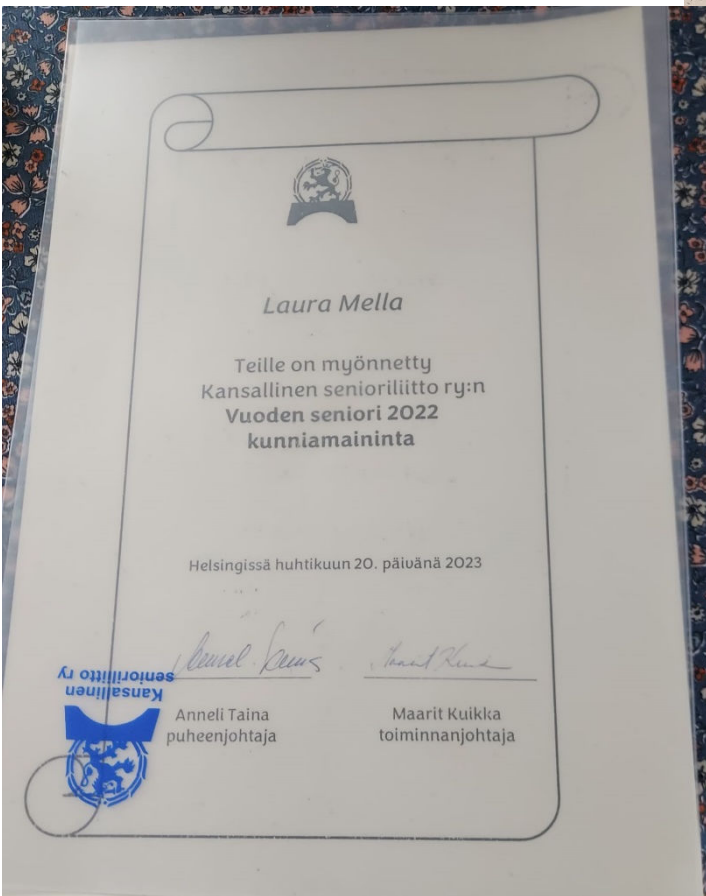 Laura Mella
Teille on myönnetty
Kansallinen senioriliitto ry:n
Vuoden seniori 2022
kunniamaininta
Helsingissä huhtikuun 20. päivänä 2023
Kansallinen
senioriliitto ry
Anneli Taina
puheenjohtaja
Maarit Kuikka
toiminnanjohtaja